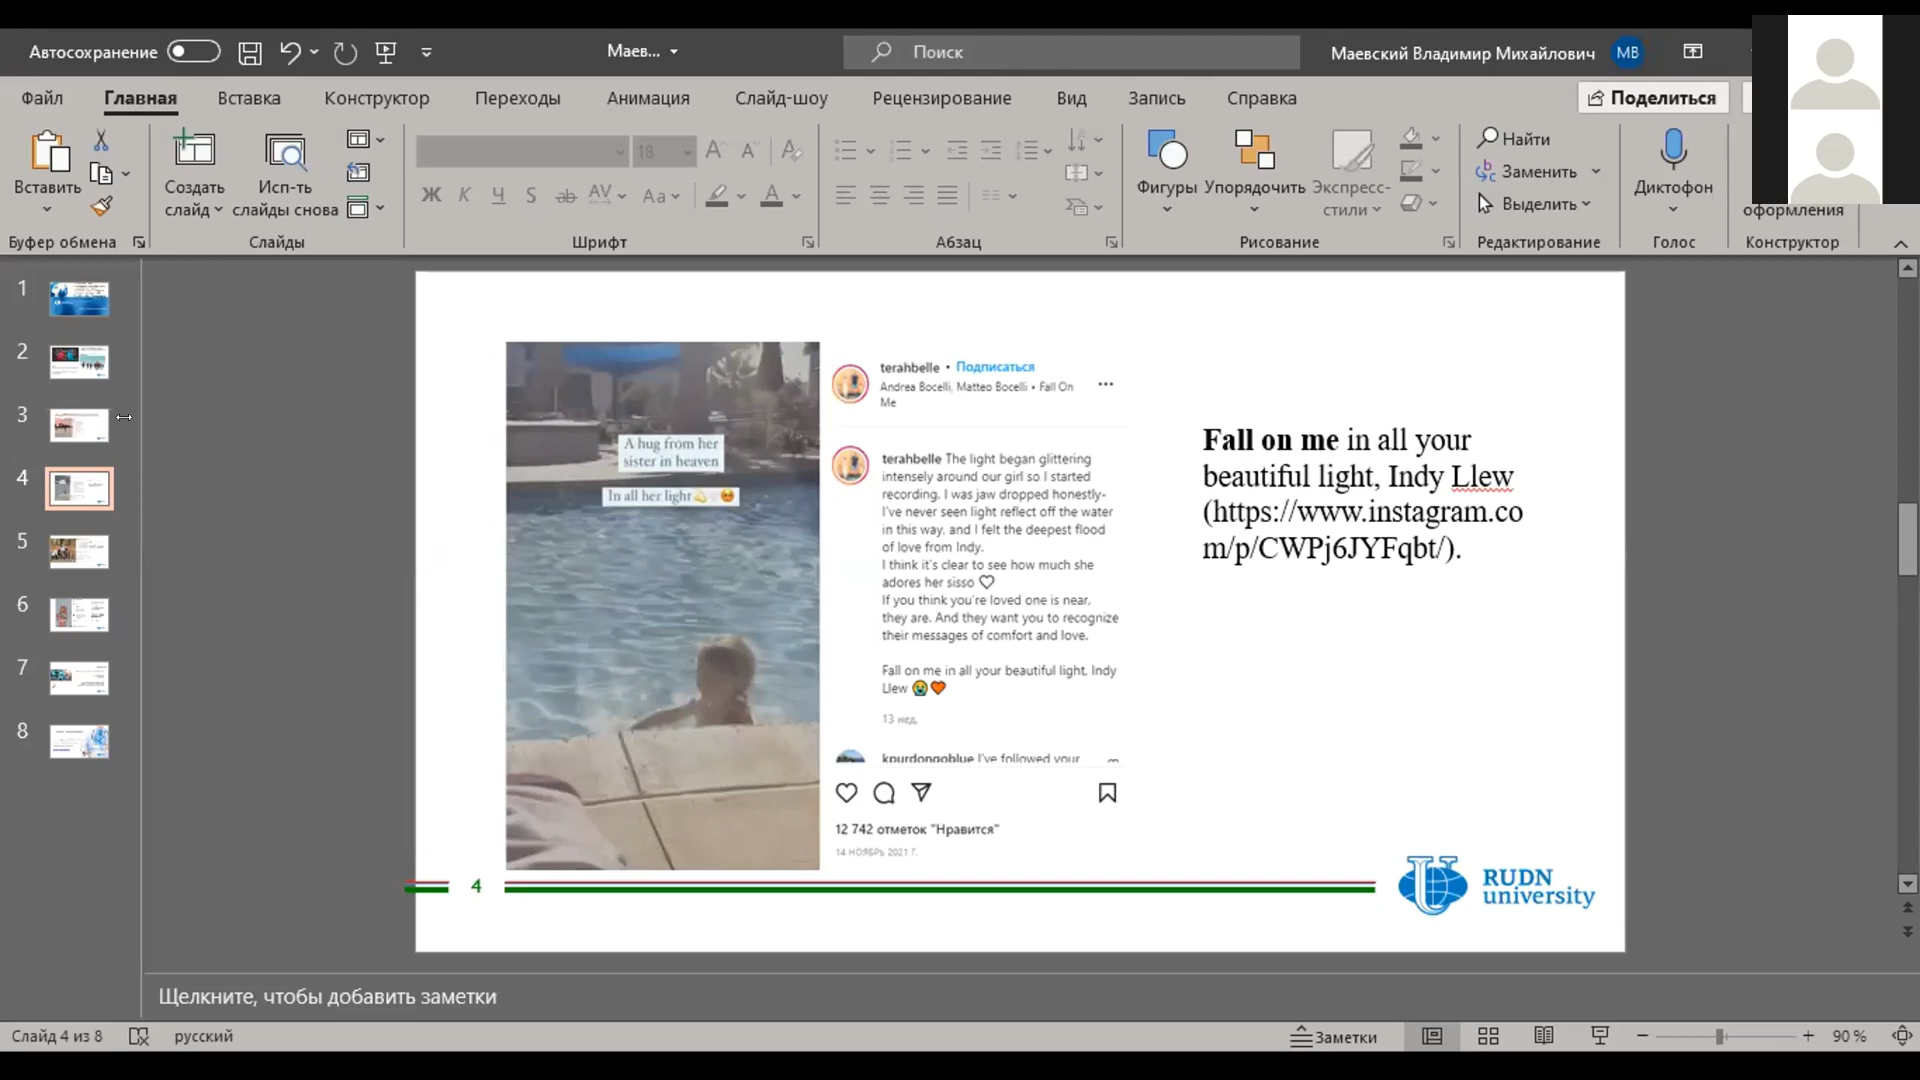 Автосохранение
Маев...
Поиск
Маевский Владимир Михайлович
МВ
Файл
Главная
Вставка
Конструктор
Переходы
Анимация
Слайд-шоу
Рецензирование
Вид
Запись
Справка
Поделиться
Вставить
Буфер обмена
Создать
слайд
Исп-ть
слайды снова
Слайды
18
Ж К Ч S ab AV Aa A
Шрифт
Абзац
Фигуры
Упорядочить
Экспресс-
стили
Рисование
Найти
Заменить
Выделить
Редактирование
Диктофон
Голос
оформления
Конструктор
1
2
3
4
5
6
7
8
A hug from her
sister in heaven
In all her light
terahbelle • Подписаться
Andrea Bocelli, Matteo Bocelli • Fall On
Me
terahbelle The light began glittering
intensely around our girl so I started
recording. I was jaw dropped honestly-
I've never seen light reflect off the water
in this way, and I felt the deepest flood
of love from Indy.
I think it's clear to see how much she
adores her sisso ♡
If you think you're loved one is near,
they are. And they want you to recognize
their messages of comfort and love.
Fall on me in all your beautiful light, Indy
Llew 😭🧡
13 нед.
kpurdongoblue I've followed your
12 742 отметок "Нравится"
14 НОЯБРЬ 2021 Г.
Fall on me in all your
beautiful light, Indy Llew
(https://www.instagram.co
m/p/CWPj6JYFqbt/).
4
RUDN
university
Щелкните, чтобы добавить заметки
Слайд 4 из 8
русский
Заметки
90 %